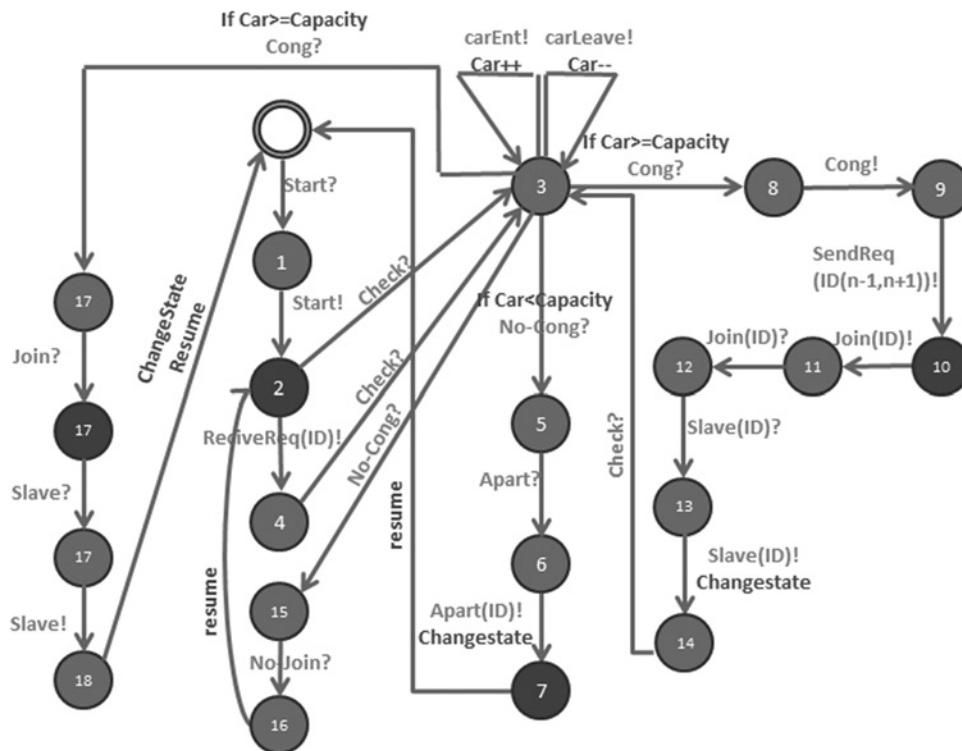 If Car>=Capacity
Cong?
carEnt!
Car++
carLeave!
Car--
If Car>=Capacity
Cong?
Cong!
3
8
9
Start?
1
SendReq
(ID(n-1,n+1))!
17
ChangeState
Resume
Start!
Check?
If Car<Capacity
No-Cong?
Join?
2
Check?
Join(ID)?
Join(ID)!
12
11
10
17
ReciveReq(ID)!
No-Cong?
5
Check?
Slave(ID)?
Slave?
4
resume
Apart?
13
17
6
Slave(ID)!
Changestate
resume
15
Apart(ID)!
Changestate
Slave!
No-Join?
14
18
16
7